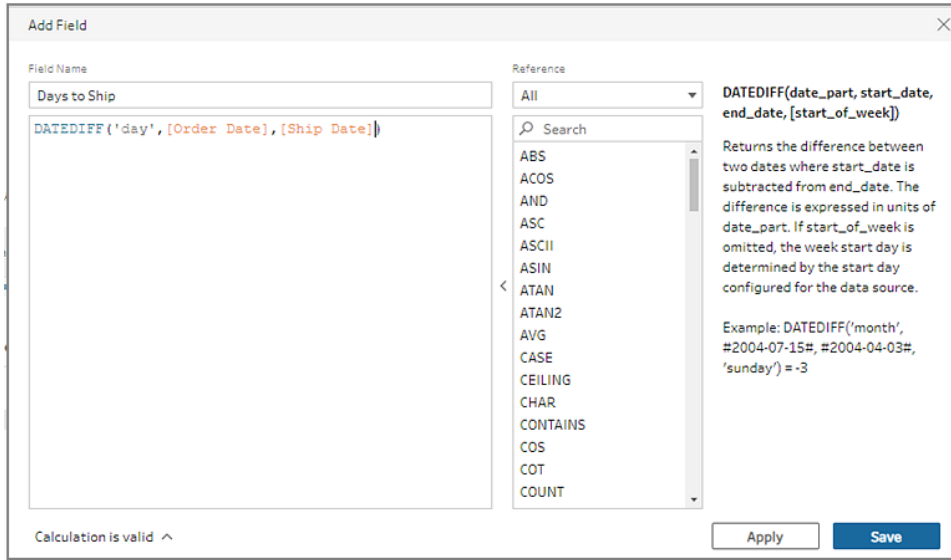 Add Field
Field Name
Days to Ship
DATEDIFF('day',[Order Date],[Ship Date])
Reference
All
Search
ABS
ACOS
AND
ASC
ASCII
ASIN
ATAN
ATAN2
AVG
CASE
CEILING
CHAR
CONTAINS
COS
COT
COUNT
DATEDIFF(date_part, start_date,
end_date, [start_of_week])
Returns the difference between
two dates where start_date is
subtracted from end_date. The
difference is expressed in units of
date_part. If start_of_week is
omitted, the week start day is
determined by the start day
configured for the data source.
Example: DATEDIFF('month',
#2004-07-15#, #2004-04-03#,
'sunday') = -3
Calculation is valid
Apply
Save